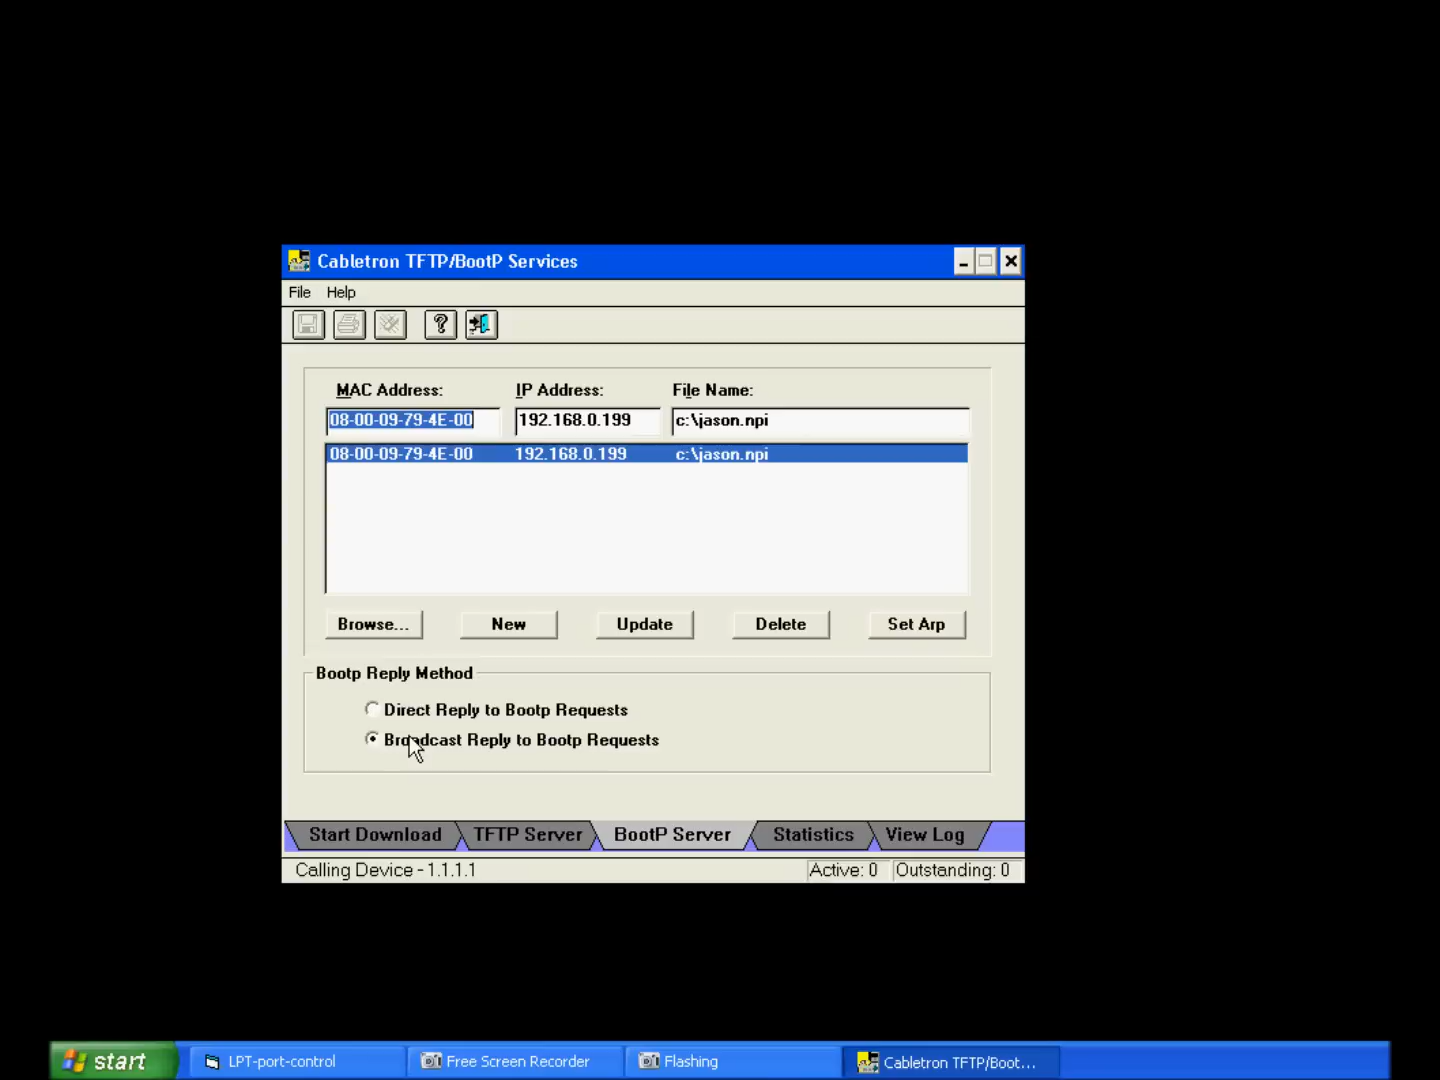 Cabletron TFTP/BootP Services
File Help
MAC Address: IP Address: File Name:
08-00-09-79-4E-00 192.168.0.199 c:\jason.npi
08-00-09-79-4E-00 192.168.0.199 c:\jason.npi
Browse... New Update Delete Set Arp
Bootp Reply Method
Direct Reply to Bootp Requests
Broadcast Reply to Bootp Requests
Start Download TFTP Server BootP Server Statistics View Log
Calling Device - 1.1.1.1 Active: 0 Outstanding: 0
start LPT-port-control Free Screen Recorder Flashing Cabletron TFTP/Boot...